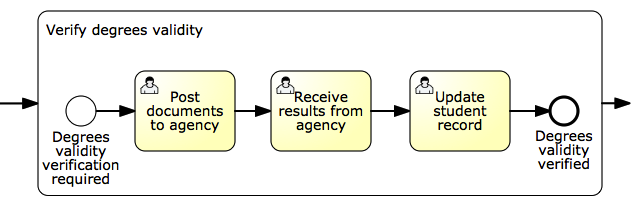 Verify degrees validity
Degrees
validity
verification
required
Post
documents
to agency
Receive
results from
agency
Update
student
record
Degrees
validity
verified